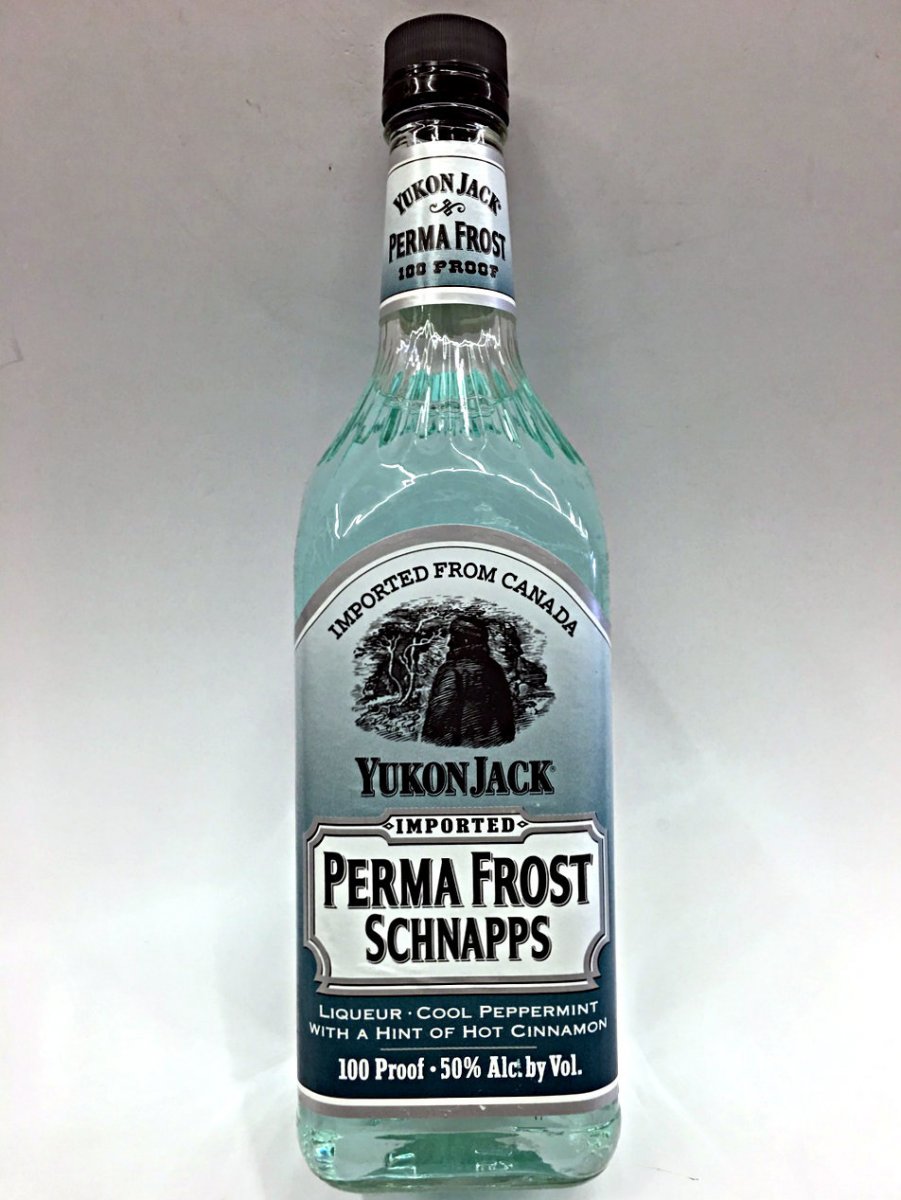 YUKON JACK
PERMA FROST
100 PROOF
IMPORTED FROM CANADA
YUKON JACK
IMPORTED
PERMA FROST
SCHNAPPS
LIQUEUR · COOL PEPPERMINT
WITH A HINT OF HOT CINNAMON
100 Proof · 50% Alc. by Vol.